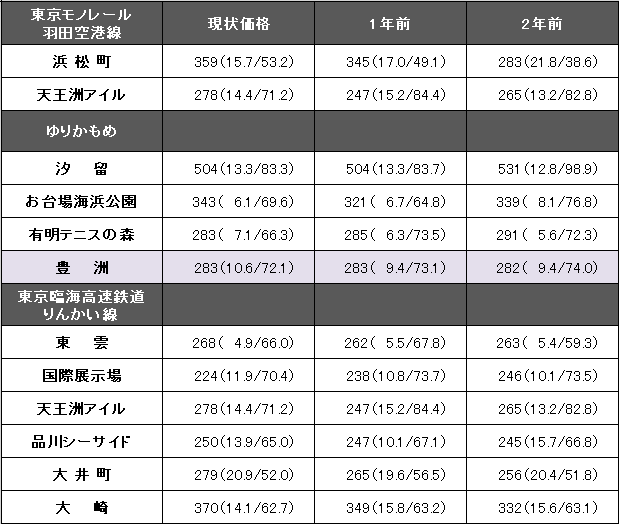 東京モノレール
羽田空港線 現状価格 1年前 2年前
浜松町 359(15.7/53.2) 345(17.0/49.1) 283(21.8/38.6)
天王洲アイル 278(14.4/71.2) 247(15.2/84.4) 265(13.2/82.8)
ゆりかもめ
汐 留 504(13.3/83.3) 504(13.3/83.7) 531(12.8/98.9)
お台場海浜公園 343( 6.1/69.6) 321( 6.7/64.8) 339( 8.1/76.8)
有明テニスの森 283( 7.1/66.3) 285( 6.3/73.5) 291( 5.6/72.3)
豊 洲 283(10.6/72.1) 283( 9.4/73.1) 282( 9.4/74.0)
東京臨海高速鉄道
りんかい線
東 雲 268( 4.9/66.0) 262( 5.5/67.8) 263( 5.4/59.3)
国際展示場 224(11.9/70.4) 238(10.8/73.7) 246(10.1/73.5)
天王洲アイル 278(14.4/71.2) 247(15.2/84.4) 265(13.2/82.8)
品川シーサイド 250(13.9/65.0) 247(10.1/67.1) 245(15.7/66.8)
大井町 279(20.9/52.0) 265(19.6/56.5) 256(20.4/51.8)
大 崎 370(14.1/62.7) 349(15.8/63.2) 332(15.6/63.1)